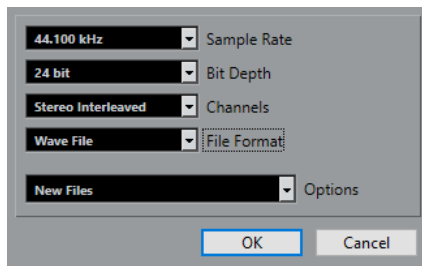 44.100 kHz Sample Rate
24 bit Bit Depth
Stereo Interleaved Channels
Wave File File Format
New Files Options
OK Cancel